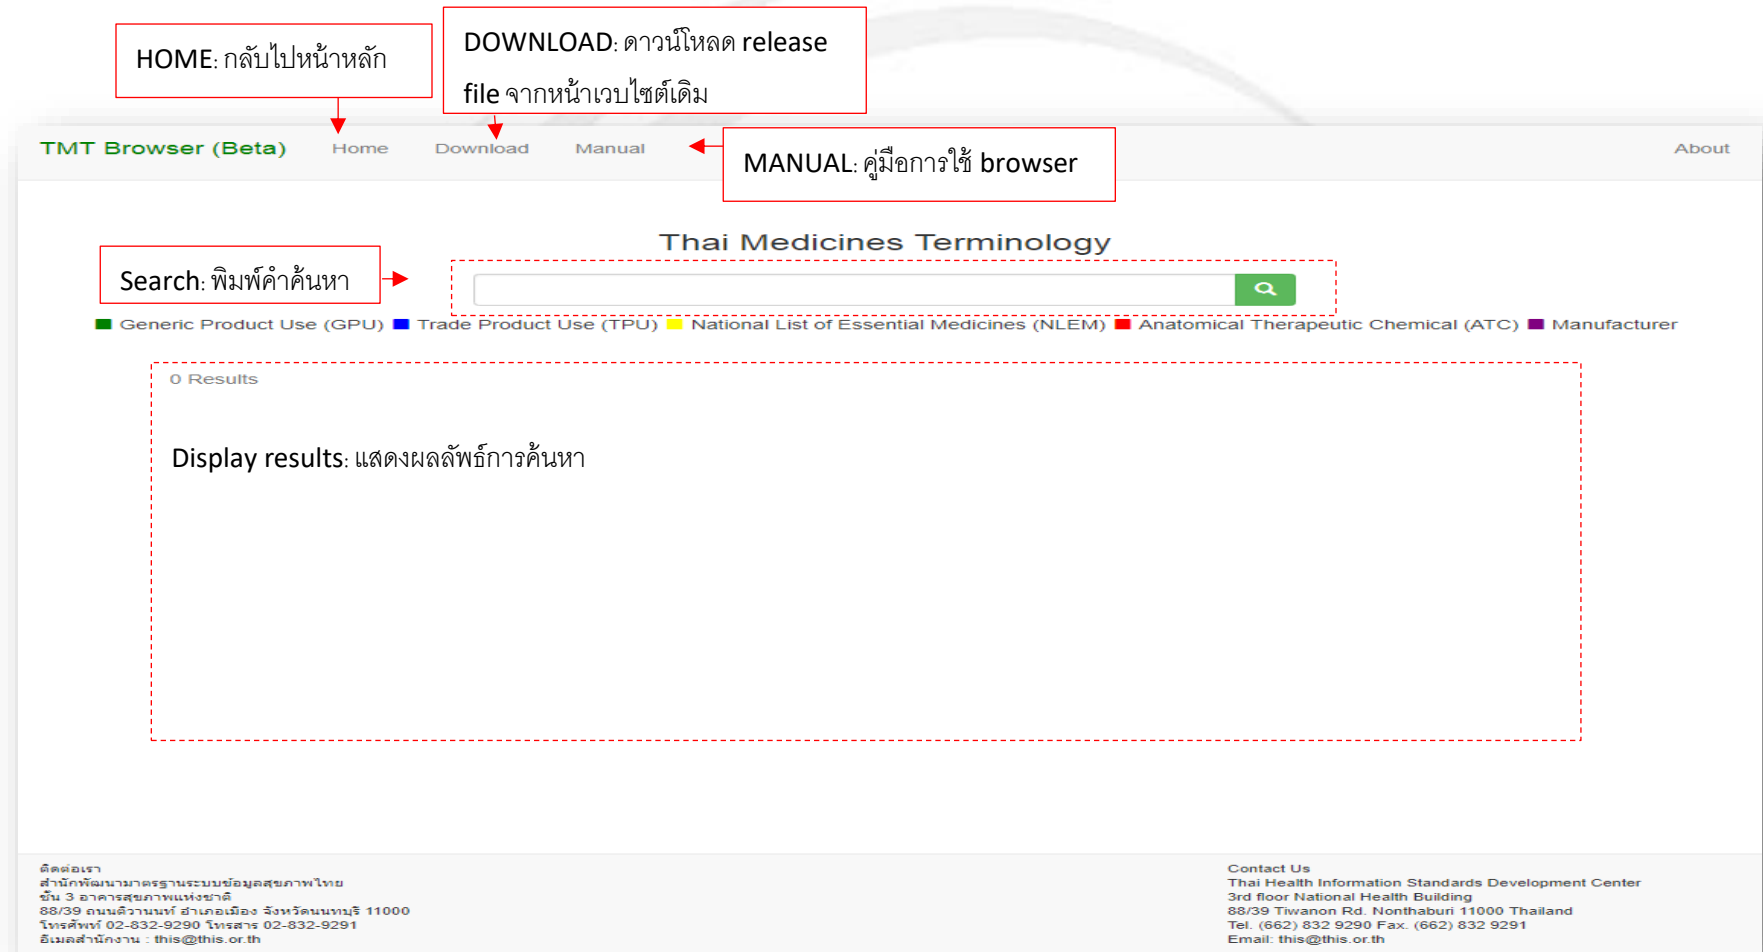 HOME: กลับไปหน้าหลัก
DOWNLOAD: ดาวน์โหลด release
file จากหน้าเวบไซต์เดิม
TMT Browser (Beta) Home Download Manual About
MANUAL: คู่มือการใช้ browser
Thai Medicines Terminology
Search: พิมพ์คำค้นหา
Generic Product Use (GPU) Trade Product Use (TPU) National List of Essential Medicines (NLEM) Anatomical Therapeutic Chemical (ATC) Manufacturer
0 Results
Display results: แสดงผลลัพธ์การค้นหา
ติดต่อเรา
สำนักพัฒนามาตรฐานระบบข้อมูลสุขภาพไทย
ชั้น 3 อาคารสุขภาพแห่งชาติ
88/39 ถนนติวานนท์ อำเภอเมือง จังหวัดนนทบุรี 11000
โทรศัพท์ 02-832-9290 โทรสาร 02-832-9291
อีเมลสำนักงาน : this@this.or.th
Contact Us
Thai Health Information Standards Development Center
3rd floor National Health Building
88/39 Tiwanon Rd. Nonthaburi 11000 Thailand
Tel. (662) 832 9290 Fax. (662) 832 9291
Email: this@this.or.th